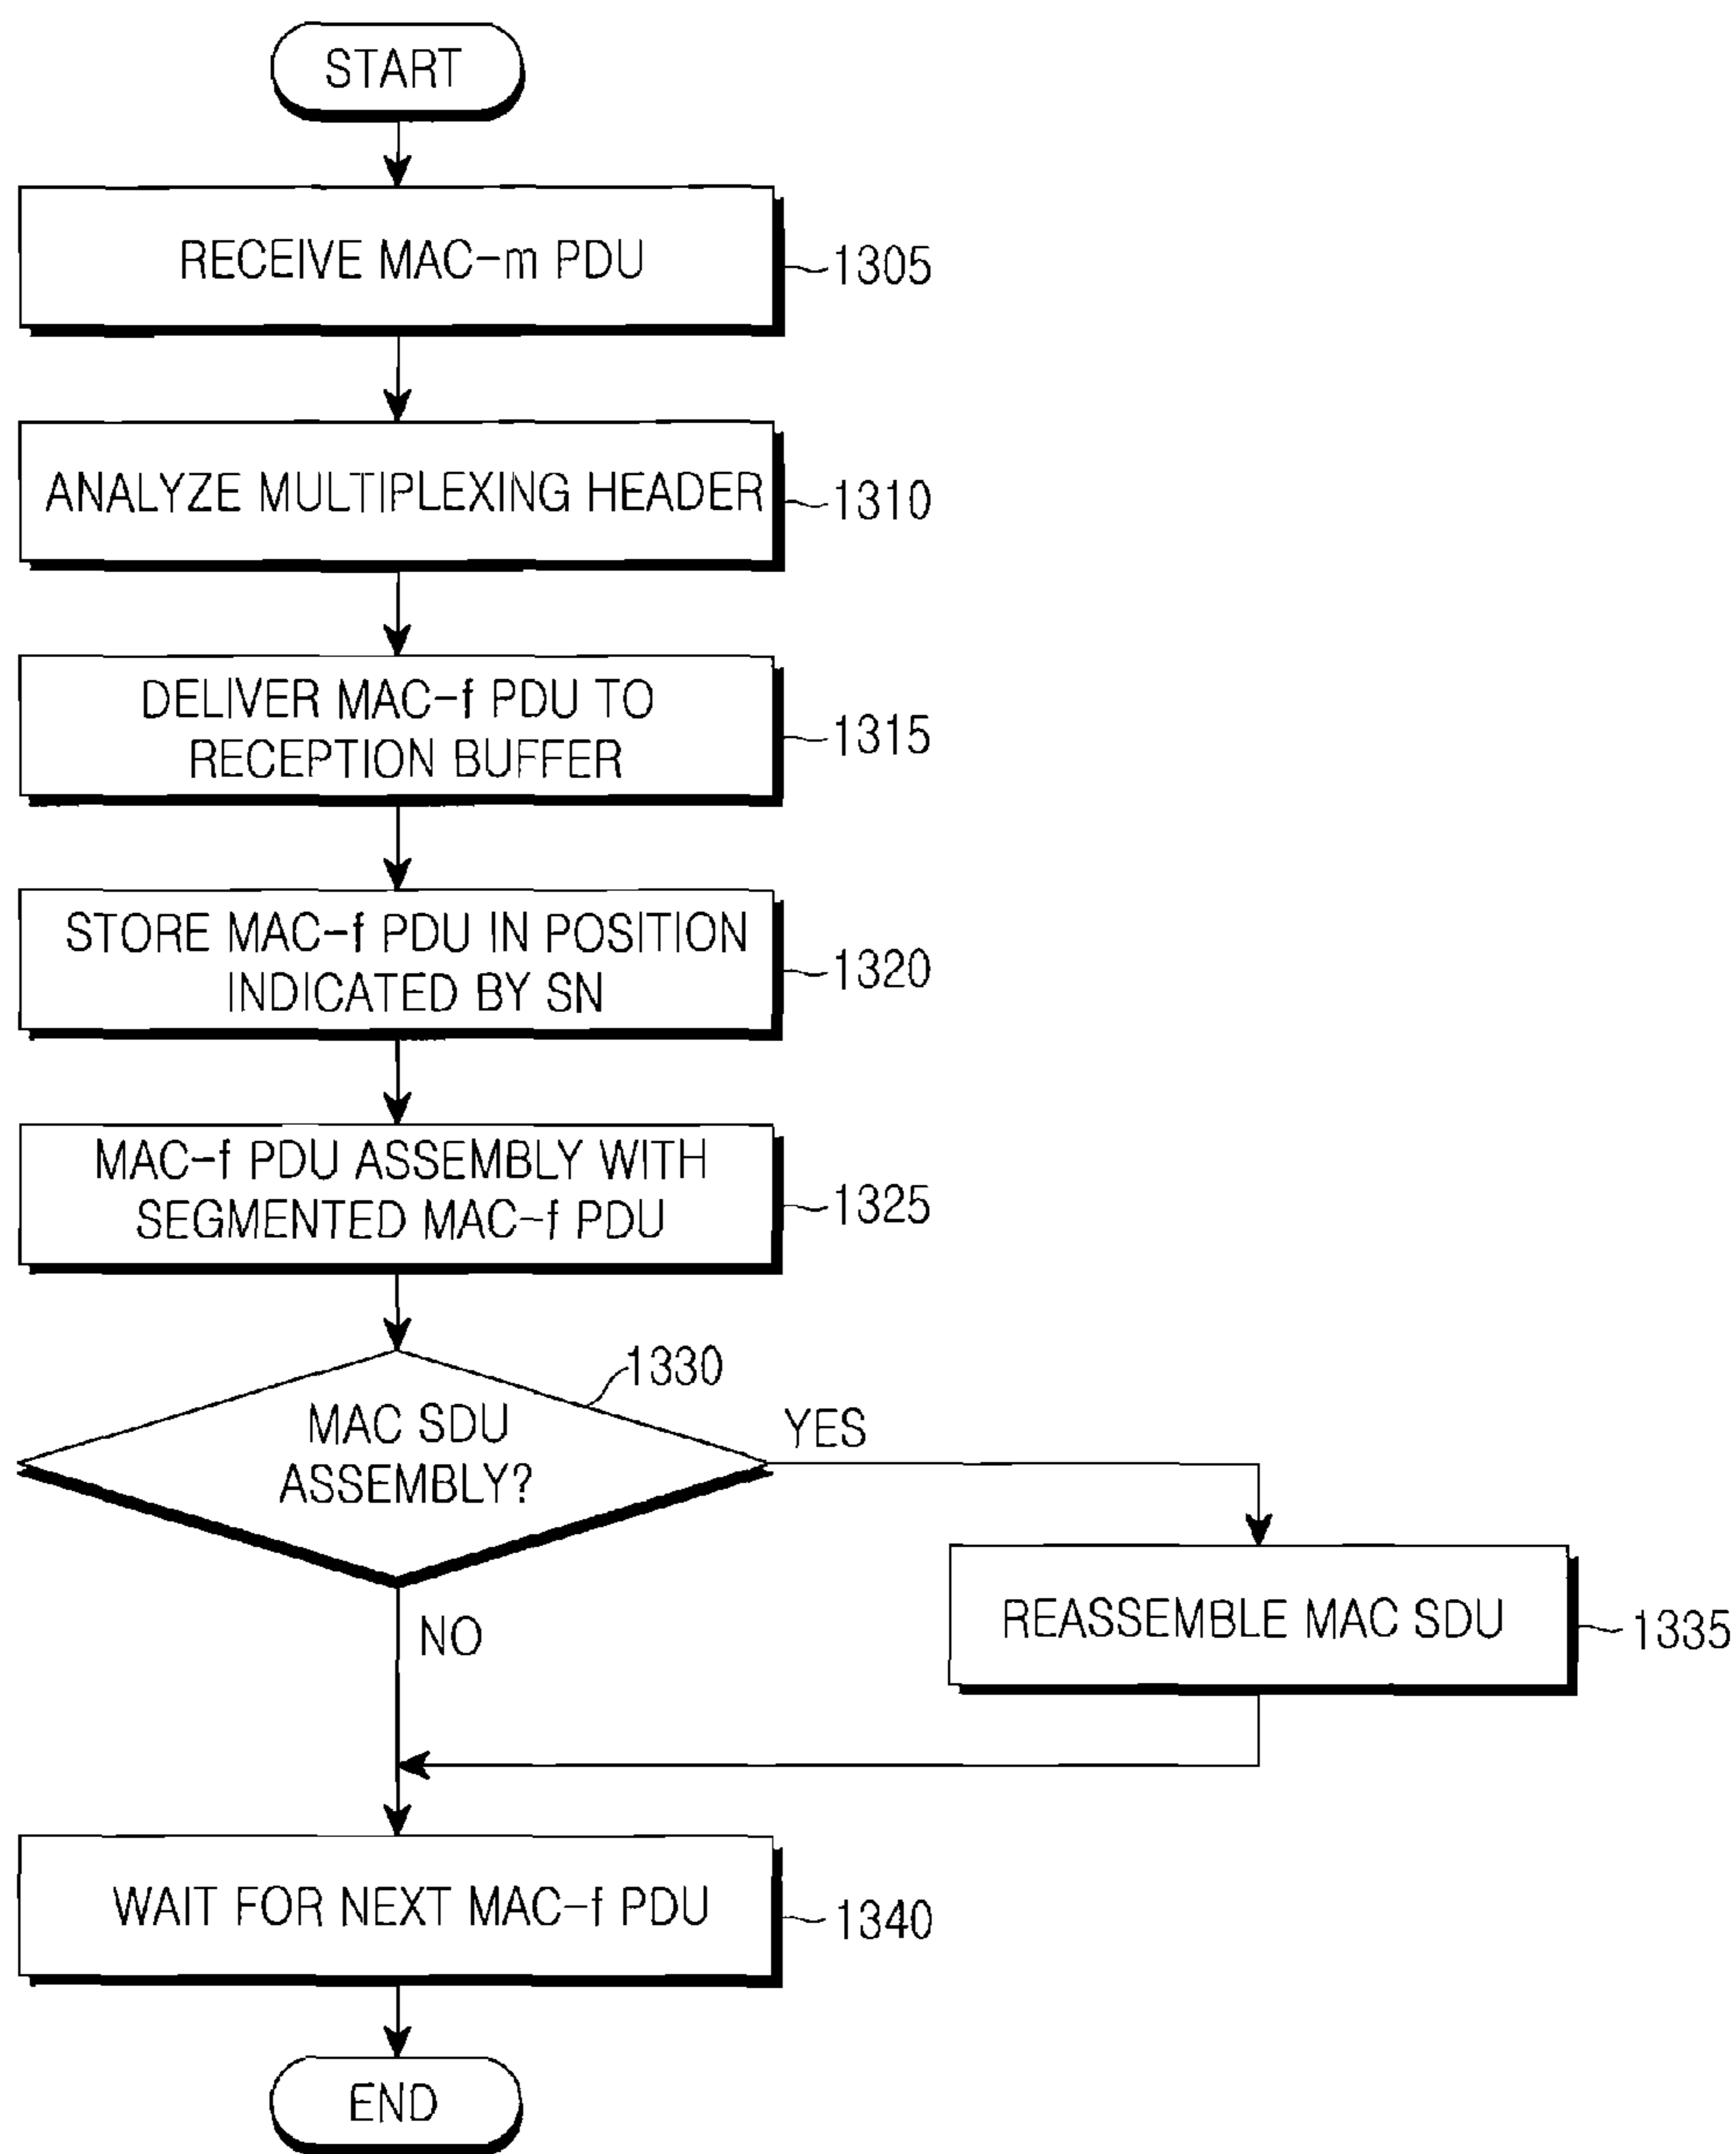 START
RECEIVE MAC-m PDU
1305
ANALYZE MULTIPLEXING HEADER
1310
DELIVER MAC-f PDU TO
RECEPTION BUFFER
1315
STORE MAC-f PDU IN POSITION
INDICATED BY SN
1320
MAC-f PDU ASSEMBLY WITH
SEGMENTED MAC-f PDU
1325
1330
MAC SDU
ASSEMBLY?
YES
NO
REASSEMBLE MAC SDU
1335
WAIT FOR NEXT MAC-f PDU
1340
END